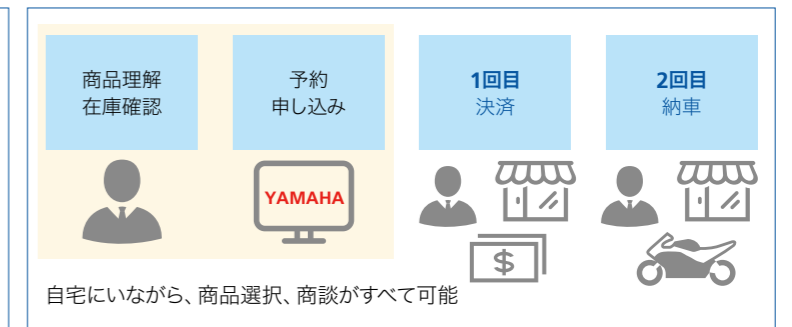 商品理解
在庫確認
予約
申し込み
1回目
決済
2回目
納車
YAMAHA
$
自宅にいながら、商品選択、商談がすべて可能